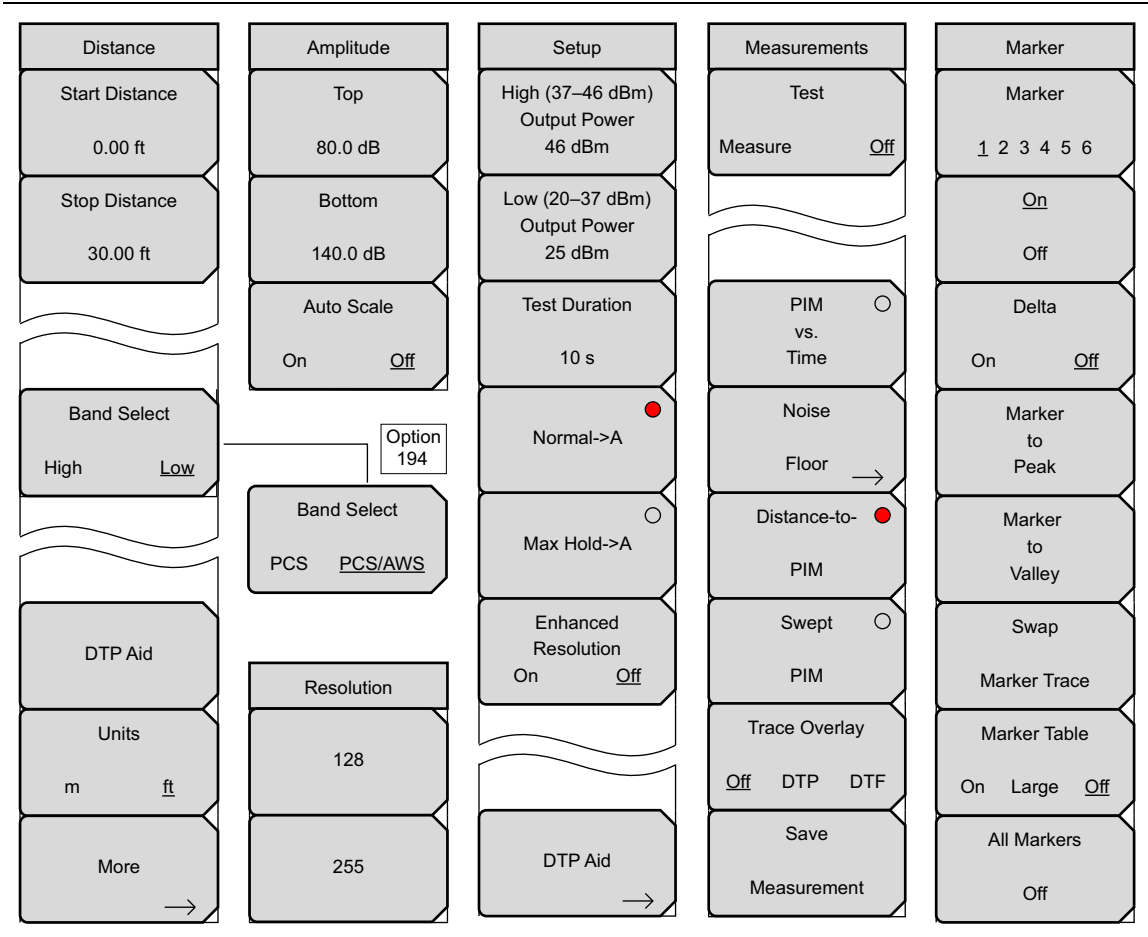 Distance
Start Distance
0.00 ft
Stop Distance
30.00 ft
Band Select
High Low
DTP Aid
Units
m ft
More
Amplitude
Top
80.0 dB
Bottom
140.0 dB
Auto Scale
On Off
Option
194
Band Select
PCS PCS/AWS
Resolution
128
255
Setup
High (37–46 dBm)
Output Power
46 dBm
Low (20–37 dBm)
Output Power
25 dBm
Test Duration
10 s
Normal->A
Max Hold->A
Enhanced
Resolution
On Off
DTP Aid
Measurements
Test
Measure Off
PIM
vs.
Time
Noise
Floor
Distance-to-
PIM
Swept
PIM
Trace Overlay
Off DTP DTF
Save
Measurement
Marker
Marker
1 2 3 4 5 6
On
Off
Delta
On Off
Marker
to
Peak
Marker
to
Valley
Swap
Marker Trace
Marker Table
On Large Off
All Markers
Off